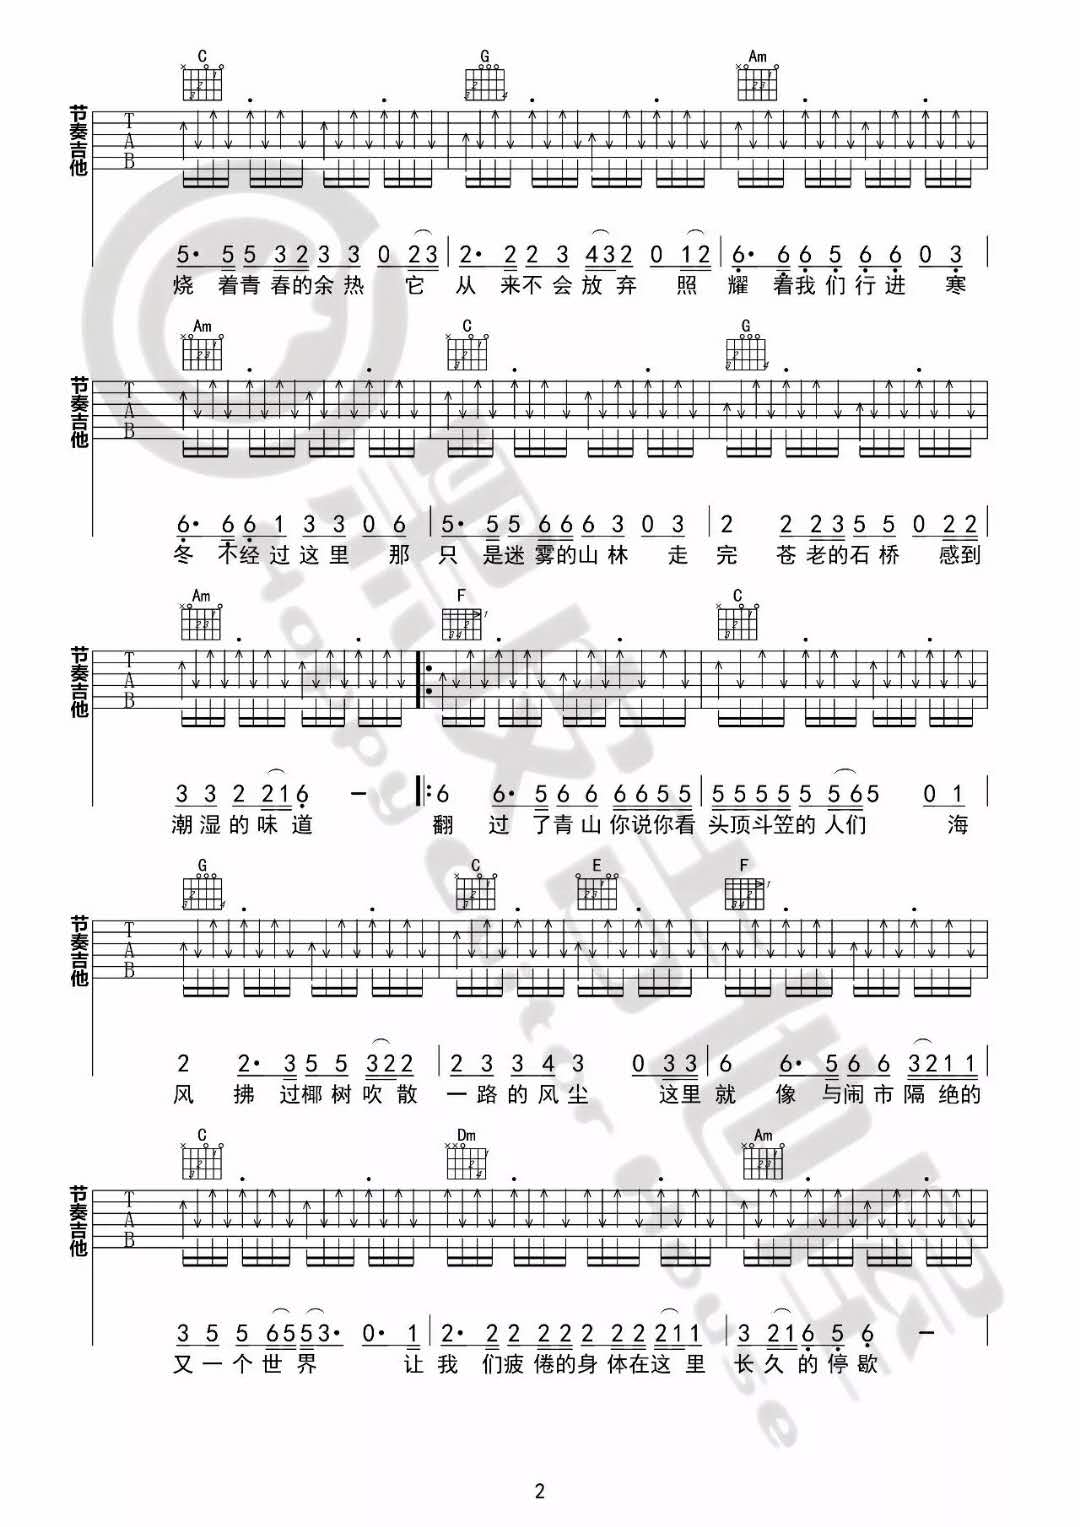 C G Am
节奏吉他 T A B
5· 5 5 3 2 3 3 0 2 3 2· 2 2 3 4 3 2 0 1 2 6· 6 6 5 6 6 0 3
烧 着青 春的余 热 它 从 来不 会 放 弃 照 耀 着我 们 行 进 寒
Am C G
节奏吉他 T A B
6· 6 6 1 3 3 0 6 5· 5 5 6 6 6 3 0 3 2 2 2 3 5 5 0 2 2
冬 不经 过 这 里 那 只 是迷 雾的山 林 走 完 苍 老的石 桥 感到
Am F C
节奏吉他 T A B
3 3 2 2 1 6· — 6 6· 5 6 6 6 6 5 5 5 5 5 5 5 6 5 0 1
潮 湿 的 味 道 翻 过 了青 山 你说你看 头顶斗笠的 人们 海
G C E F
节奏吉他 T A B
2 2· 3 5 5 3 2 2 2 3 3 4 3 0 3 3 6 6· 5 6 6 3 2 1 1
风 拂 过椰 树 吹 散 一 路 的 风 尘 这里 就 像 与闹 市 隔 绝的
C Dm Am
节奏吉他 T A B
3 5 5 6 5 5 3· 0· 1 2· 2 2 2 2 2 2 2 2 2 1 1 3 2 1 6 5 6 —
又 一 个 世 界 让 我 们疲 倦的身 体在这 里 长 久 的 停 歇
2
黑皮吉他屋
Happy Guitar House